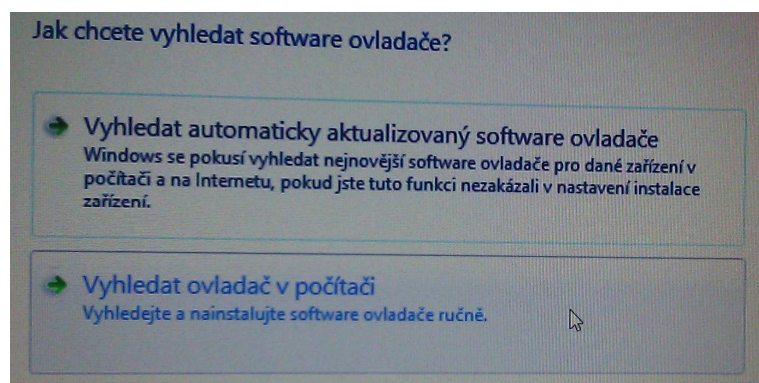 Jak chcete vyhledat software ovladače?
Vyhledat automaticky aktualizovaný software ovladače
Windows se pokusí vyhledat nejnovější software ovladače pro dané zařízení v
počítači a na Internetu, pokud jste tuto funkci nezakázali v nastavení instalace
zařízení.
Vyhledat ovladač v počítači
Vyhledejte a nainstalujte software ovladače ručně.